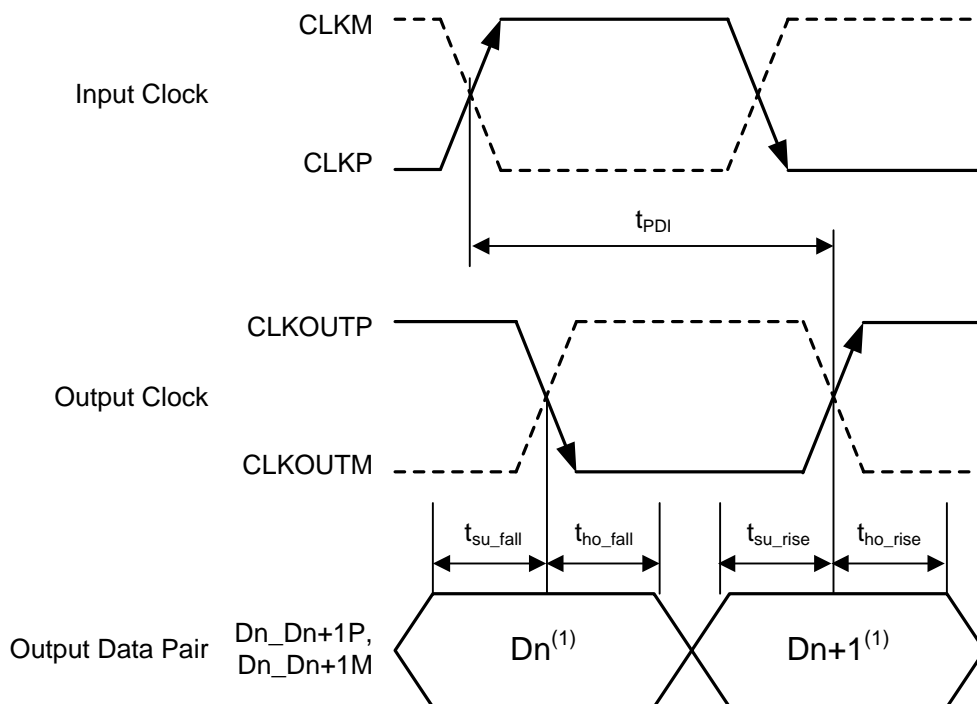 CLKM
Input Clock
CLKP
tPDI
CLKOUTP
Output Clock
CLKOUTM
tsu_fall
tho_fall
tsu_rise
tho_rise
Output Data Pair
Dn_Dn+1P,
Dn_Dn+1M
Dn(1)
Dn+1(1)